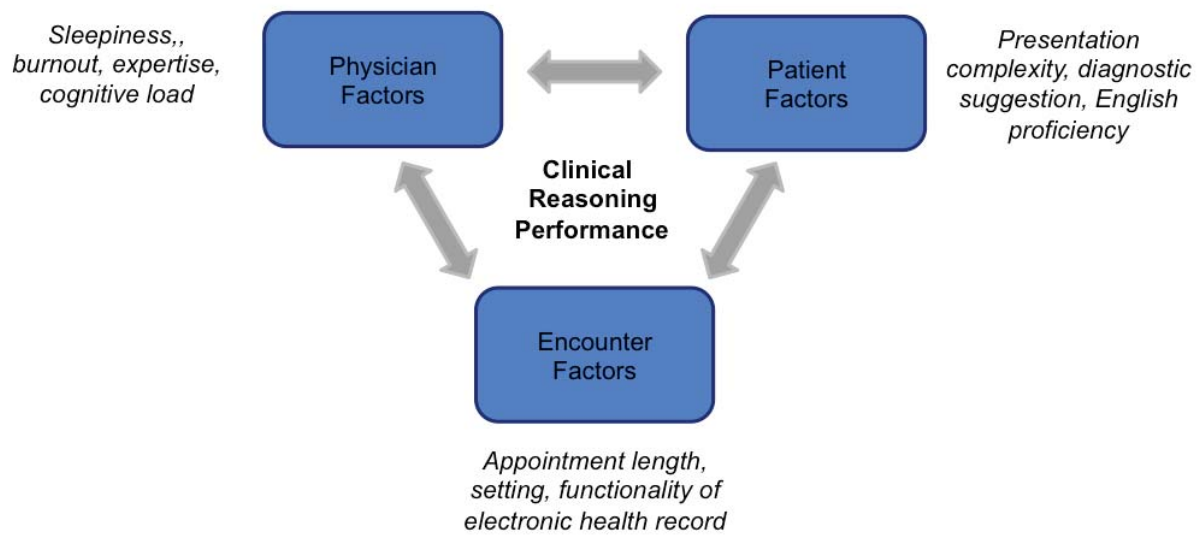 Sleepiness,,
burnout, expertise,
cognitive load
Physician
Factors
Patient
Factors
Presentation
complexity, diagnostic
suggestion, English
proficiency
Clinical
Reasoning
Performance
Encounter
Factors
Appointment length,
setting, functionality of
electronic health record